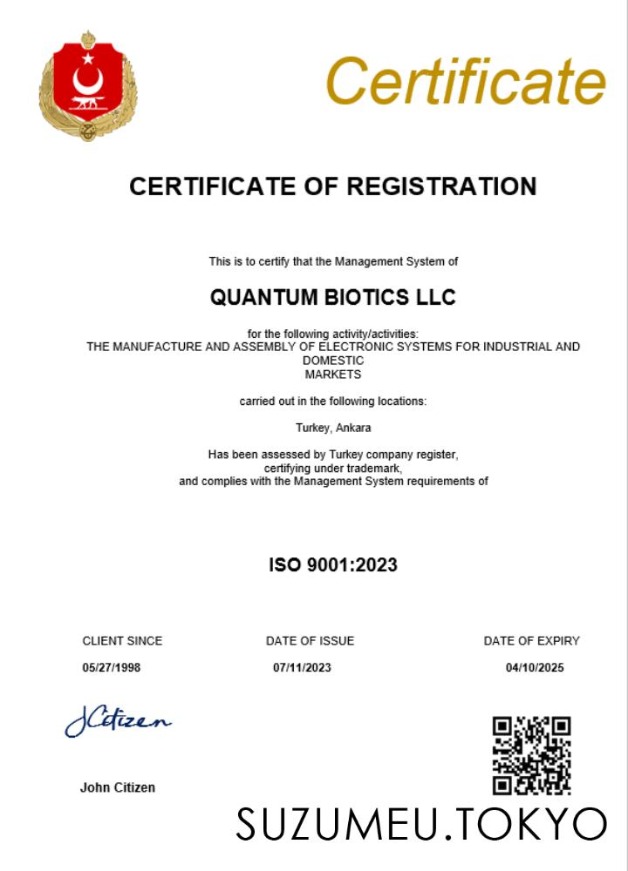 Certificate
CERTIFICATE OF REGISTRATION
This is to certify that the Management System of
QUANTUM BIOTICS LLC
for the following activity/activities:
THE MANUFACTURE AND ASSEMBLY OF ELECTRONIC SYSTEMS FOR INDUSTRIAL AND
DOMESTIC
MARKETS
carried out in the following locations:
Turkey, Ankara
Has been assessed by Turkey company register,
certifying under trademark,
and complies with the Management System requirements of
ISO 9001:2023
CLIENT SINCE DATE OF ISSUE DATE OF EXPIRY
05/27/1998 07/11/2023 04/10/2025
JCitizen
John Citizen
SUZUMEU.TOKYO